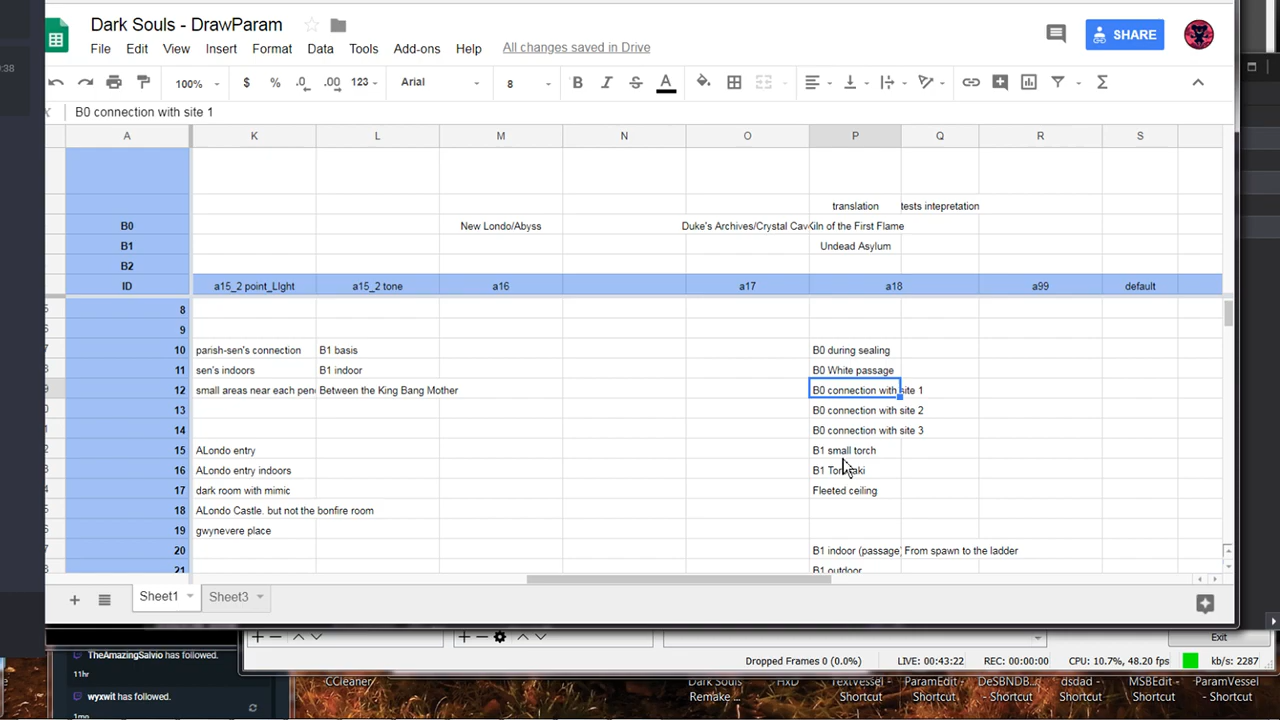 Dark Souls - DrawParam
:38
File Edit View Insert Format Data Tools Add-ons Help All changes saved in Drive
SHARE
100% $ % .0 .00 123 Arial 8 B I S A
B0 connection with site 1
A K L M N O P Q R S
translation tests intepretation
B0 New Londo/Abyss Duke's Archives/Crystal Cav Kiln of the First Flame
B1 Undead Asylum
B2
ID a15_2 point_LIght a15_2 tone a16 a17 a18 a99 default
8
9
10 parish-sen's connection B1 basis B0 during sealing
11 sen's indoors B1 indoor B0 White passage
12 small areas near each pen Between the King Bang Mother B0 connection with site 1
13 B0 connection with site 2
14 B0 connection with site 3
15 ALondo entry B1 small torch
16 ALondo entry indoors B1
17 dark room with mimic Fleeted ceiling
18 ALondo Castle. but not the bonfire room
19 gwynevere place
20 B1 indoor (passage) From spawn to the ladder
21 B1 outdoor
Sheet1 Sheet3
Exit
TheAmazingSalvio has followed.
11hr
Dropped Frames 0 (0.0%) LIVE: 00:43:22 REC: 00:00:00 CPU: 10.7%, 48.20 fps kb/s: 2287
wyxwit has followed.
1mo
CCleaner
Dark Souls Remake ... HxD TextVessel - Shortcut ParamEdit - Shortcut DeSBNDB... - Shortcut dsdad - Shortcut MSBEdit - Shortcut ParamVessel - Shortcut